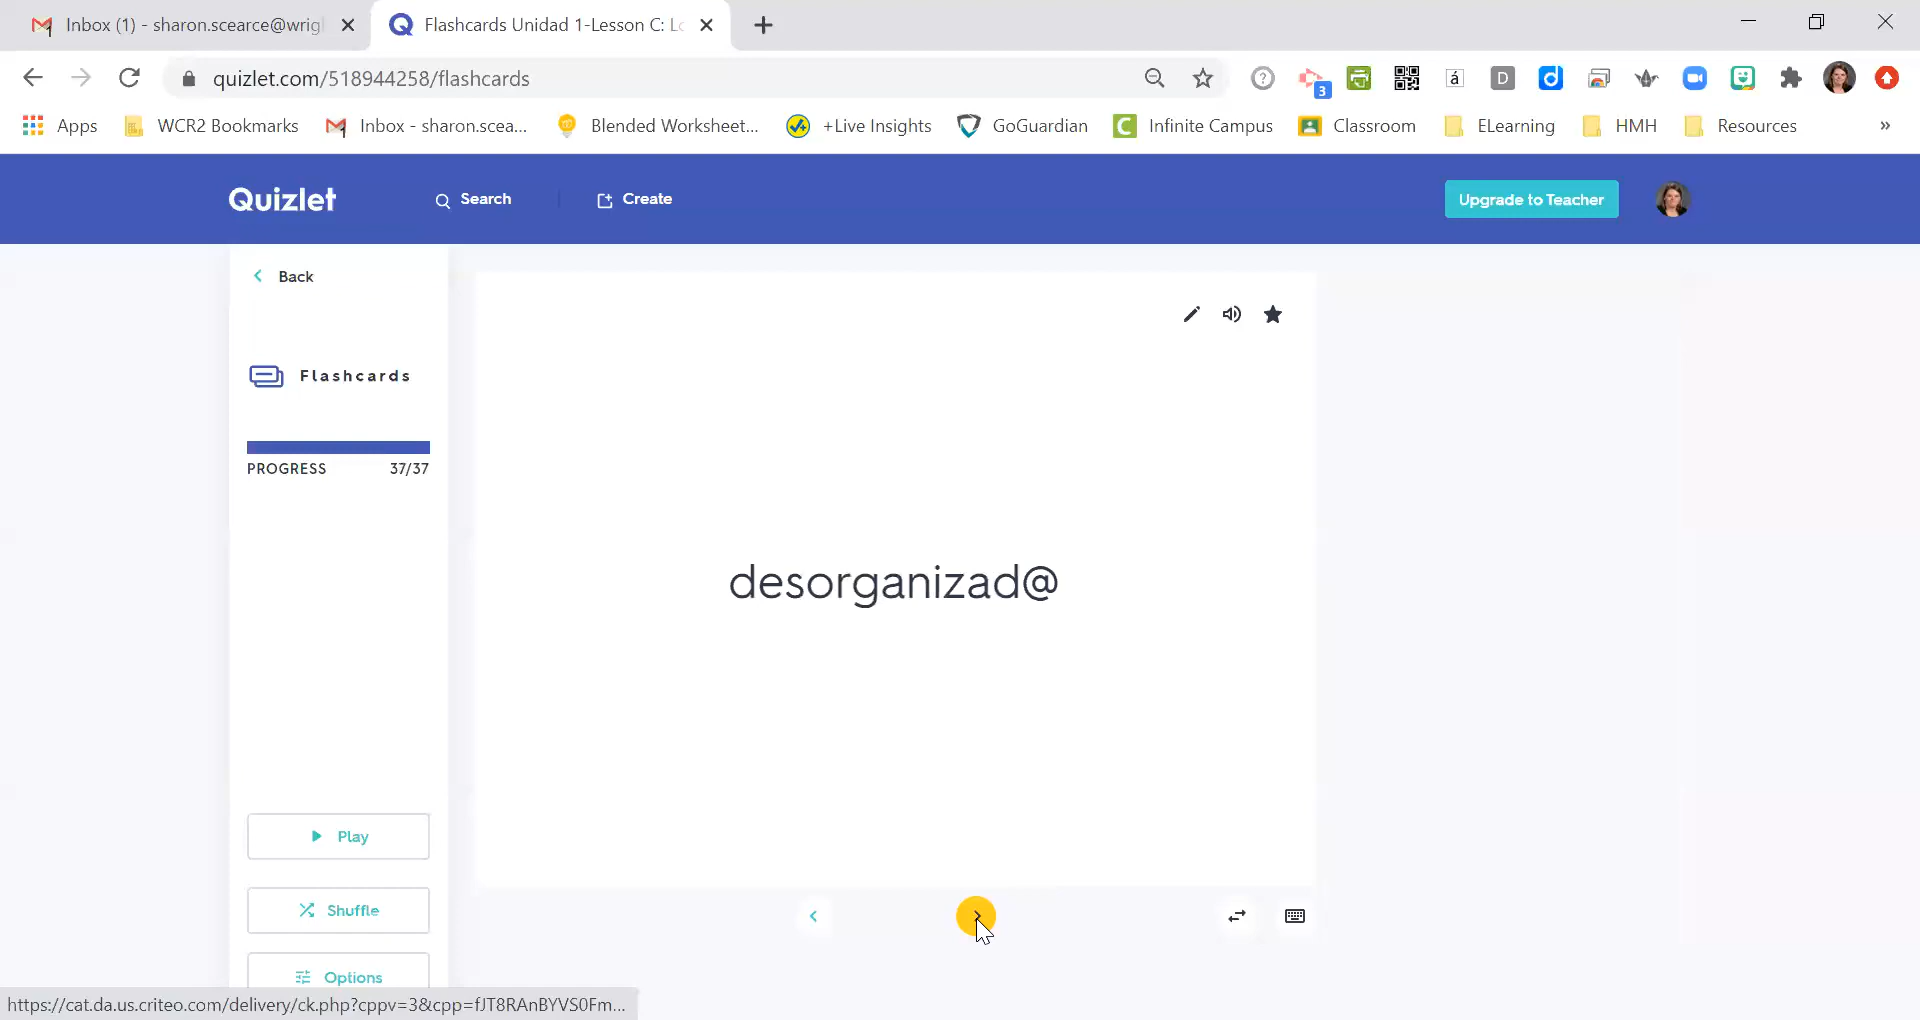 Inbox (1) - sharon.scearce@wrig
Flashcards Unidad 1-Lesson C: Lo
quizlet.com/518944258/flashcards
3
á
D
Apps
WCR2 Bookmarks
Inbox - sharon.scea...
Blended Worksheet...
+Live Insights
GoGuardian
Infinite Campus
Classroom
ELearning
HMH
Resources
»
Quizlet
Search
Create
Upgrade to Teacher
Back
Flashcards
PROGRESS 37/37
desorganizad@
Play
Shuffle
Options
https://cat.da.us.criteo.com/delivery/ck.php?cppv=3&cpp=fJT8RAnBYVS0Fm...